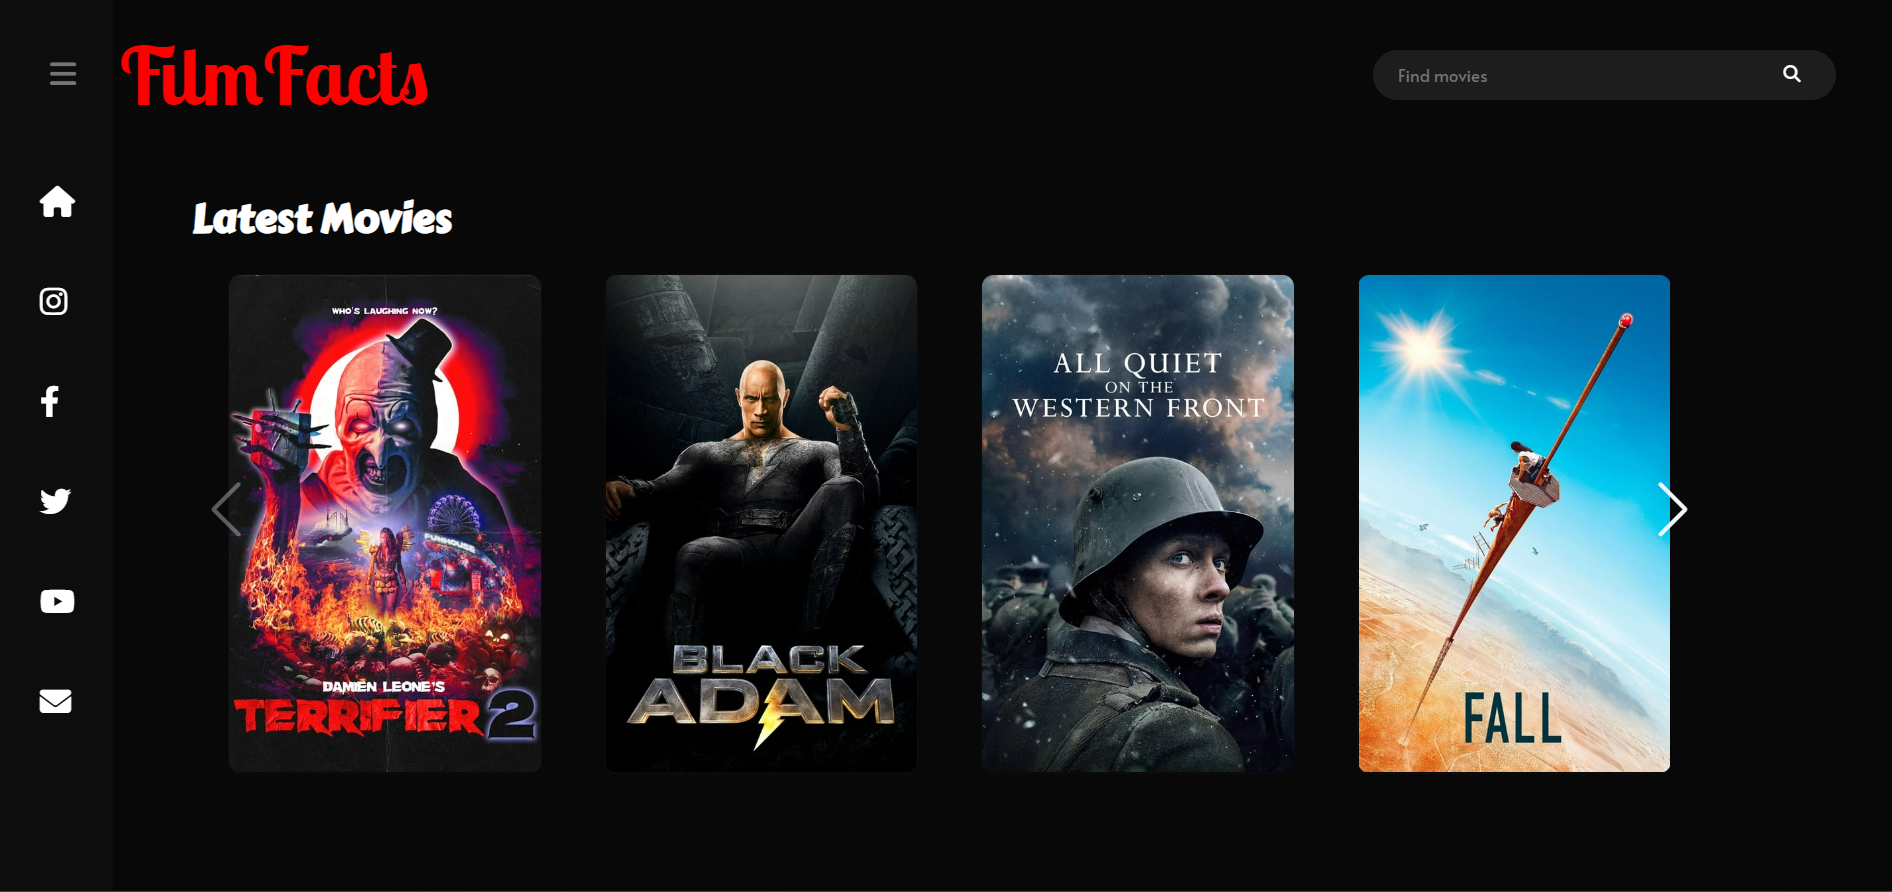 FilmFacts
Find movies
Latest Movies
WHO'S LAUGHING NOW?
FUNHOUSE
DAMIEN LEONE'S
TERRIFIER 2
BLACK
ADAM
ALL QUIET
ON THE
WESTERN FRONT
FALL